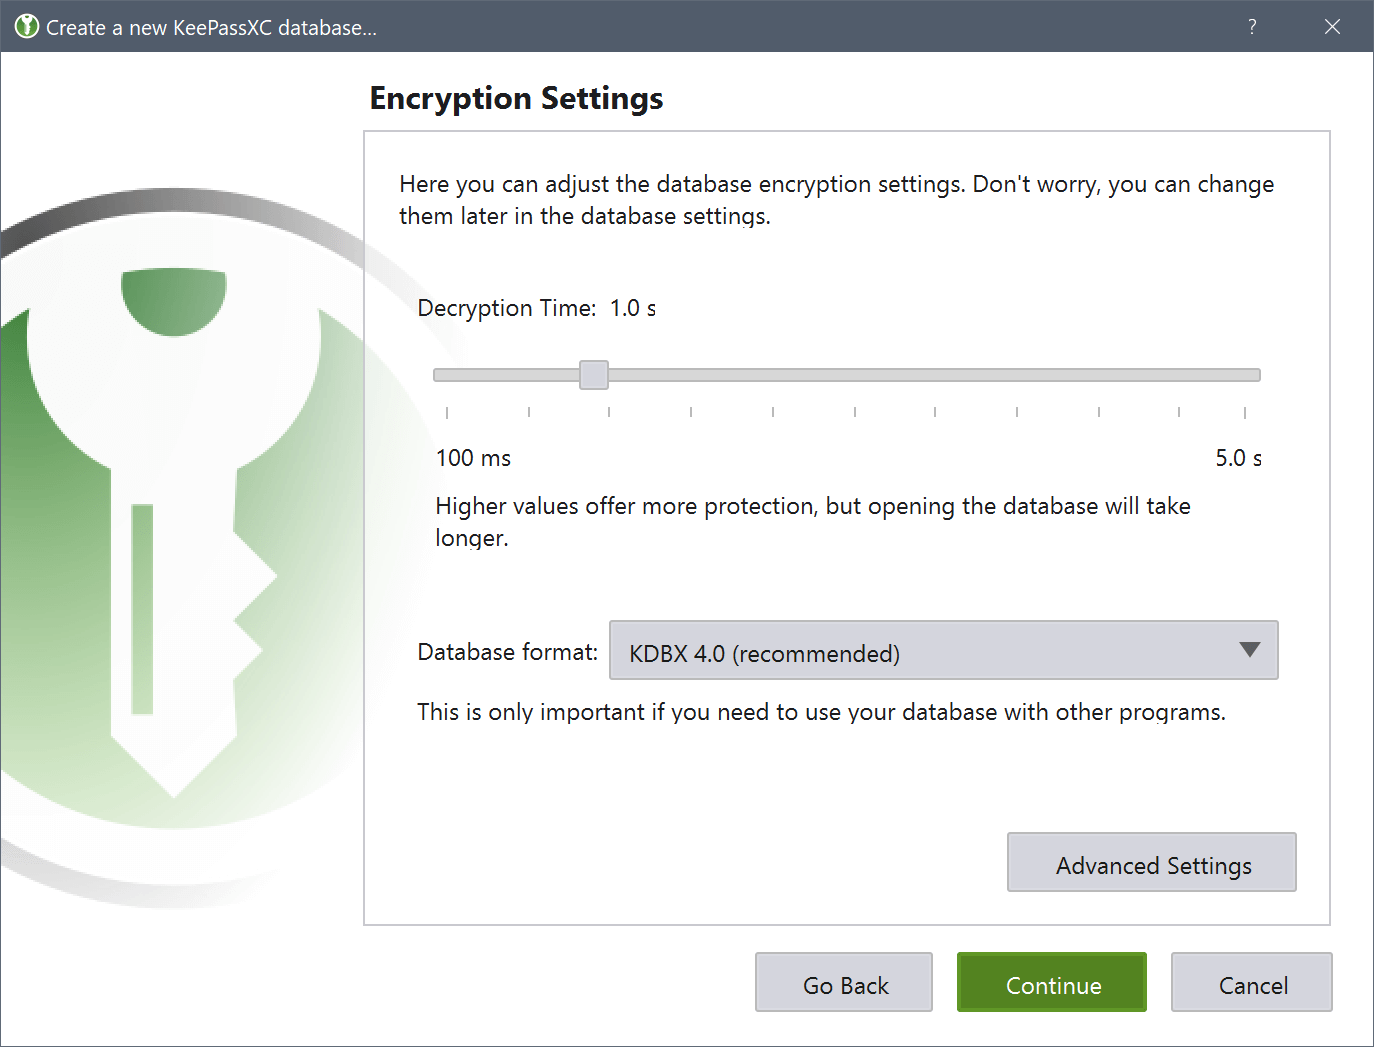 Create a new KeePassXC database...
?
Encryption Settings
Here you can adjust the database encryption settings. Don't worry, you can change
them later in the database settings.
Decryption Time: 1.0 s
100 ms 5.0 s
Higher values offer more protection, but opening the database will take
longer.
Database format: KDBX 4.0 (recommended)
This is only important if you need to use your database with other programs.
Advanced Settings
Go Back Continue Cancel